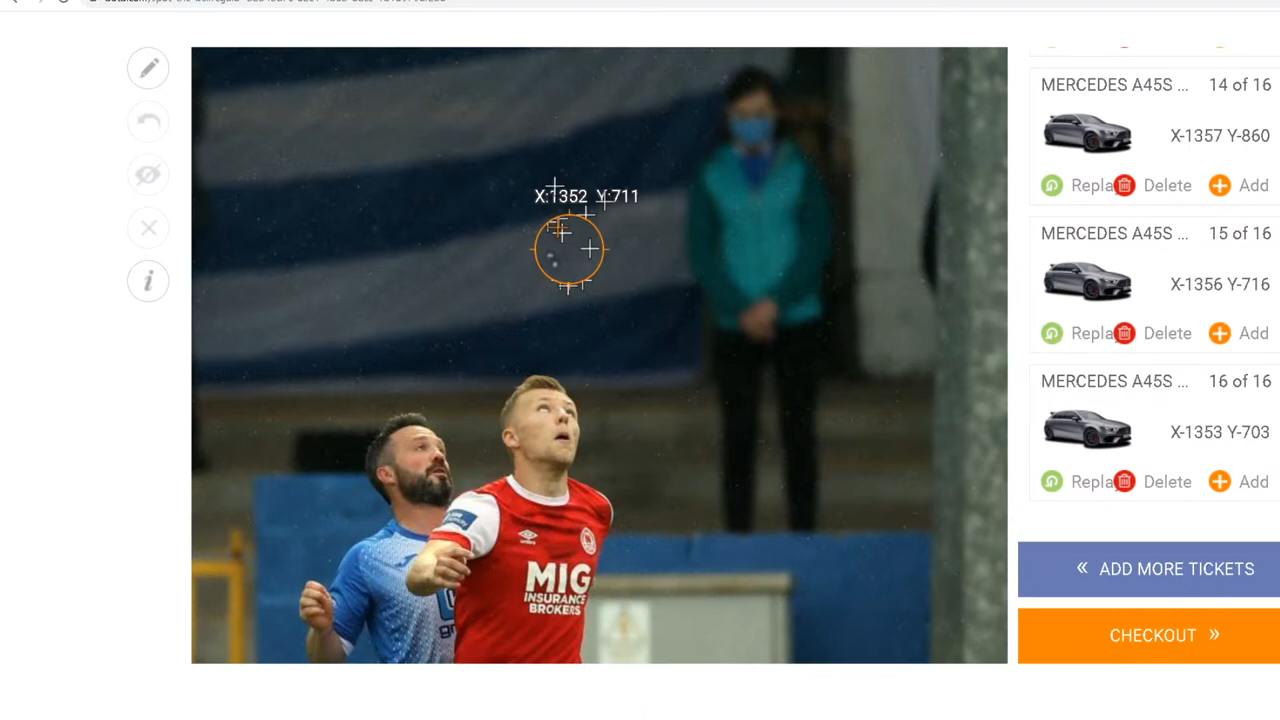 X:1352 Y:711
MERCEDES A45S ... 14 of 16
X-1357 Y-860
Repla Delete Add
MERCEDES A45S ... 15 of 16
X-1356 Y-716
Repla Delete Add
MERCEDES A45S ... 16 of 16
X-1353 Y-703
Repla Delete Add
« ADD MORE TICKETS
CHECKOUT »
i
umbro
MIG
INSURANCE
BROKERS